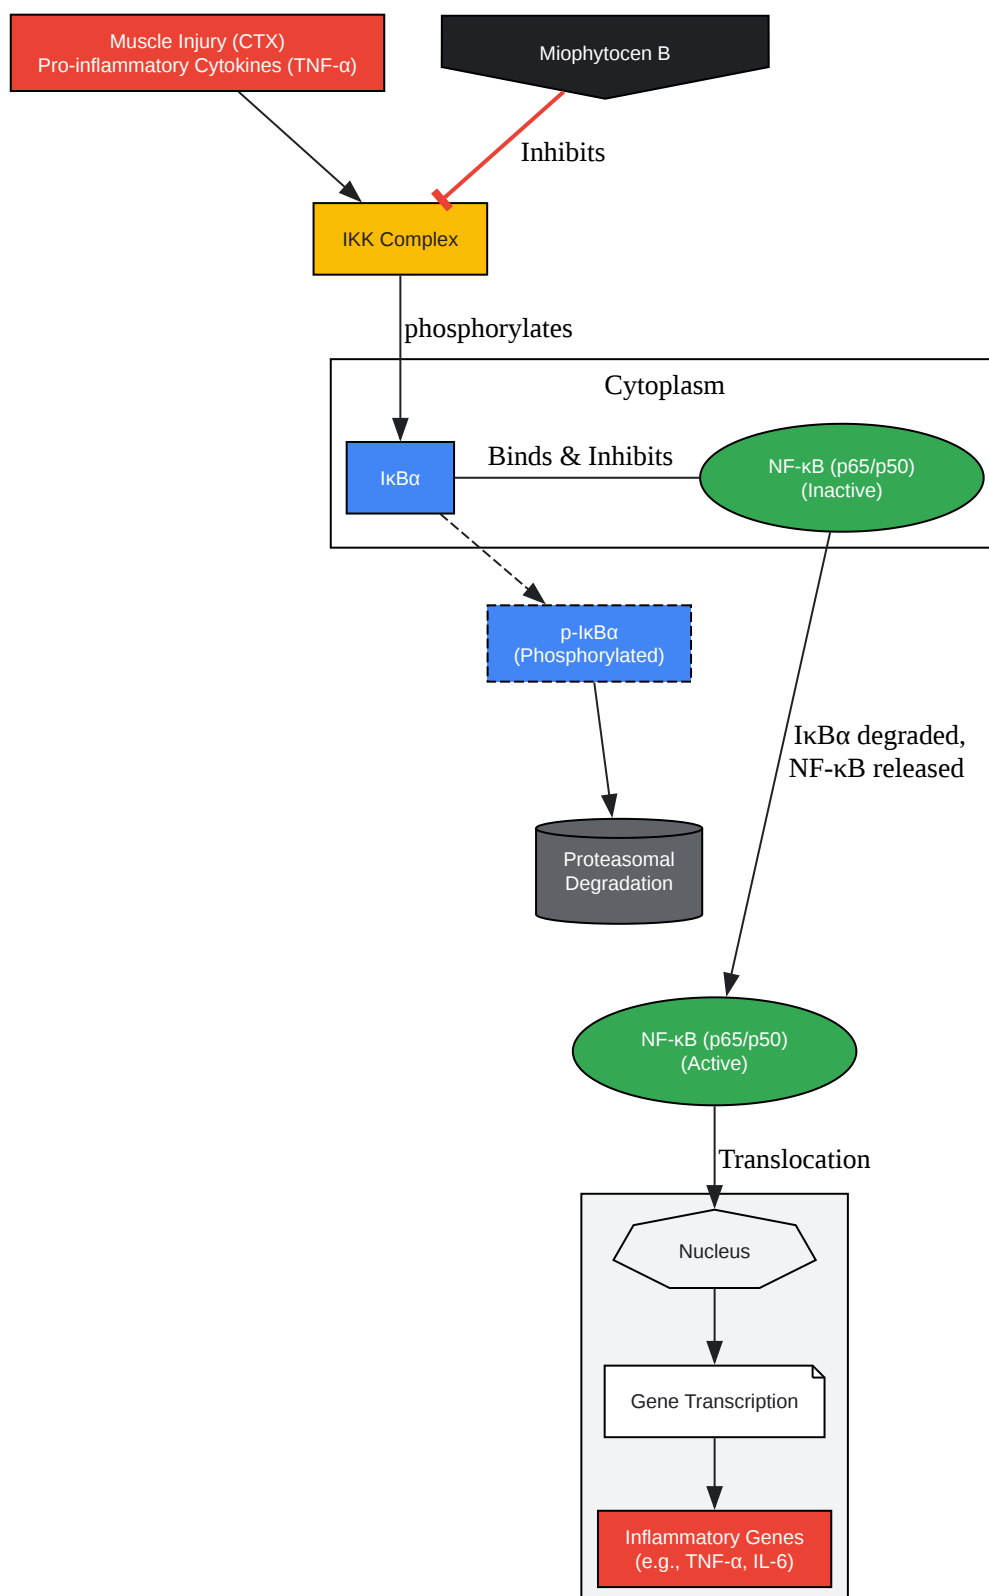 Muscle Injury (CTX)
Pro-inflammatory Cytokines (TNF-α)
Miophytocen B
Inhibits
IKK Complex
phosphorylates
Cytoplasm
IκBα
Binds & Inhibits
NF-κB (p65/p50)
(Inactive)
p-IκBα
(Phosphorylated)
IκBα degraded,
NF-κB released
Proteasomal
Degradation
NF-κB (p65/p50)
(Active)
Translocation
Nucleus
Gene Transcription
Inflammatory Genes
(e.g., TNF-α, IL-6)